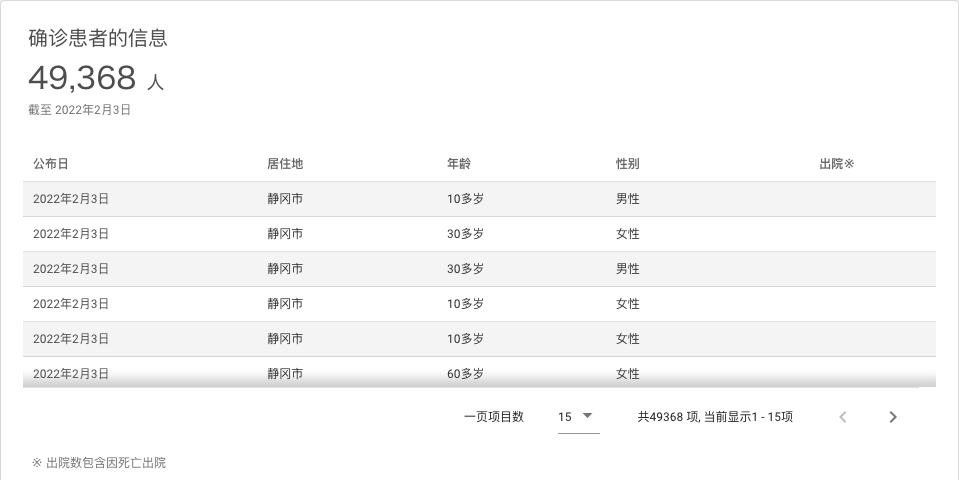 确诊患者的信息
49,368 人
截至 2022年2月3日
公布日 居住地 年龄 性别 出院※
2022年2月3日 静冈市 10多岁 男性
2022年2月3日 静冈市 30多岁 女性
2022年2月3日 静冈市 30多岁 男性
2022年2月3日 静冈市 10多岁 女性
2022年2月3日 静冈市 10多岁 女性
2022年2月3日 静冈市 60多岁 女性
一页项目数 15 共49368 项, 当前显示1 - 15项
※ 出院数包含因死亡出院